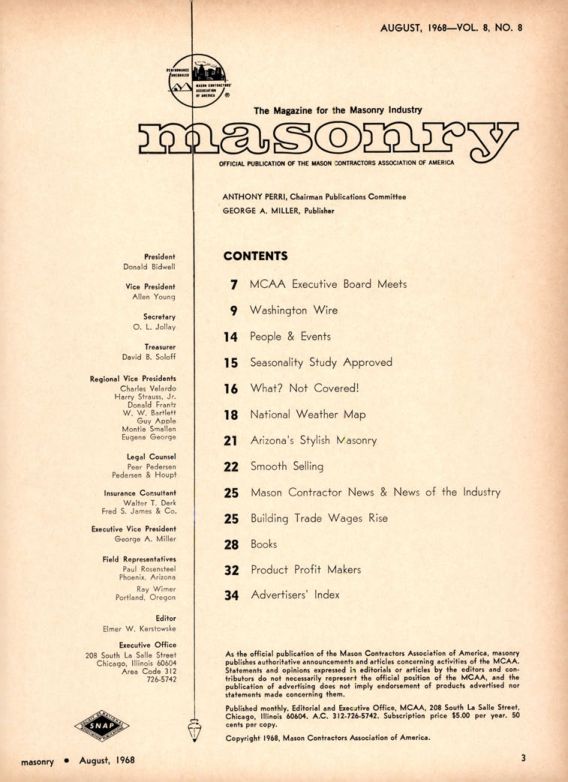 AUGUST, 1968—VOL. 8, NO. 8
PERFORMANCE
UNEXCELLED
MASON CONTRACTORS'
ASSOCIATION
OF AMERICA
®
The Magazine for the Masonry Industry
masonry
OFFICIAL PUBLICATION OF THE MASON CONTRACTORS ASSOCIATION OF AMERICA
ANTHONY PERRI, Chairman Publications Committee
GEORGE A. MILLER, Publisher
President
Donald Bidwell
Vice President
Allen Young
Secretary
O. L. Jollay
Treasurer
David B. Soloff
Regional Vice Presidents
Charles Velardo
Harry Strauss, Jr.
Donald Frantz
W. W. Bartlett
Guy Apple
Montie Smallen
Eugene George
Legal Counsel
Peer Pedersen
Pedersen & Houpt
Insurance Consultant
Walter T. Derk
Fred S. James & Co.
Executive Vice President
George A. Miller
Field Representatives
Paul Rosensteel
Phoenix, Arizona
Ray Wimer
Portland, Oregon
Editor
Elmer W. Karstowske
Executive Office
208 South La Salle Street
Chicago, Illinois 60604
Area Code 312
726-5742
SNAP
CONTENTS
7 MCAA Executive Board Meets
9 Washington Wire
14 People & Events
15 Seasonality Study Approved
16 What? Not Covered!
18 National Weather Map
21 Arizona's Stylish Masonry
22 Smooth Selling
25 Mason Contractor News & News of the Industry
25 Building Trade Wages Rise
28 Books
32 Product Profit Makers
34 Advertisers' Index
As the official publication of the Mason Contractors Association of America, masonry
publishes authoritative announcements and articles concerning activities of the MCAA.
Statements and opinions expressed in editorials or articles by the editors and con-
tributors do not necessarily represent the official position of the MCAA, and the
publication of advertising does not imply endorsement of products advertised nor
statements made concerning them.
Published monthly. Editorial and Executive Office, MCAA, 208 South La Salle Street,
Chicago, Illinois 60604. A.C. 312-726-5742. Subscription price $5.00 per year. 50
cents per copy.
Copyright 1968, Mason Contractors Association of America.
masonry • August, 1968
3